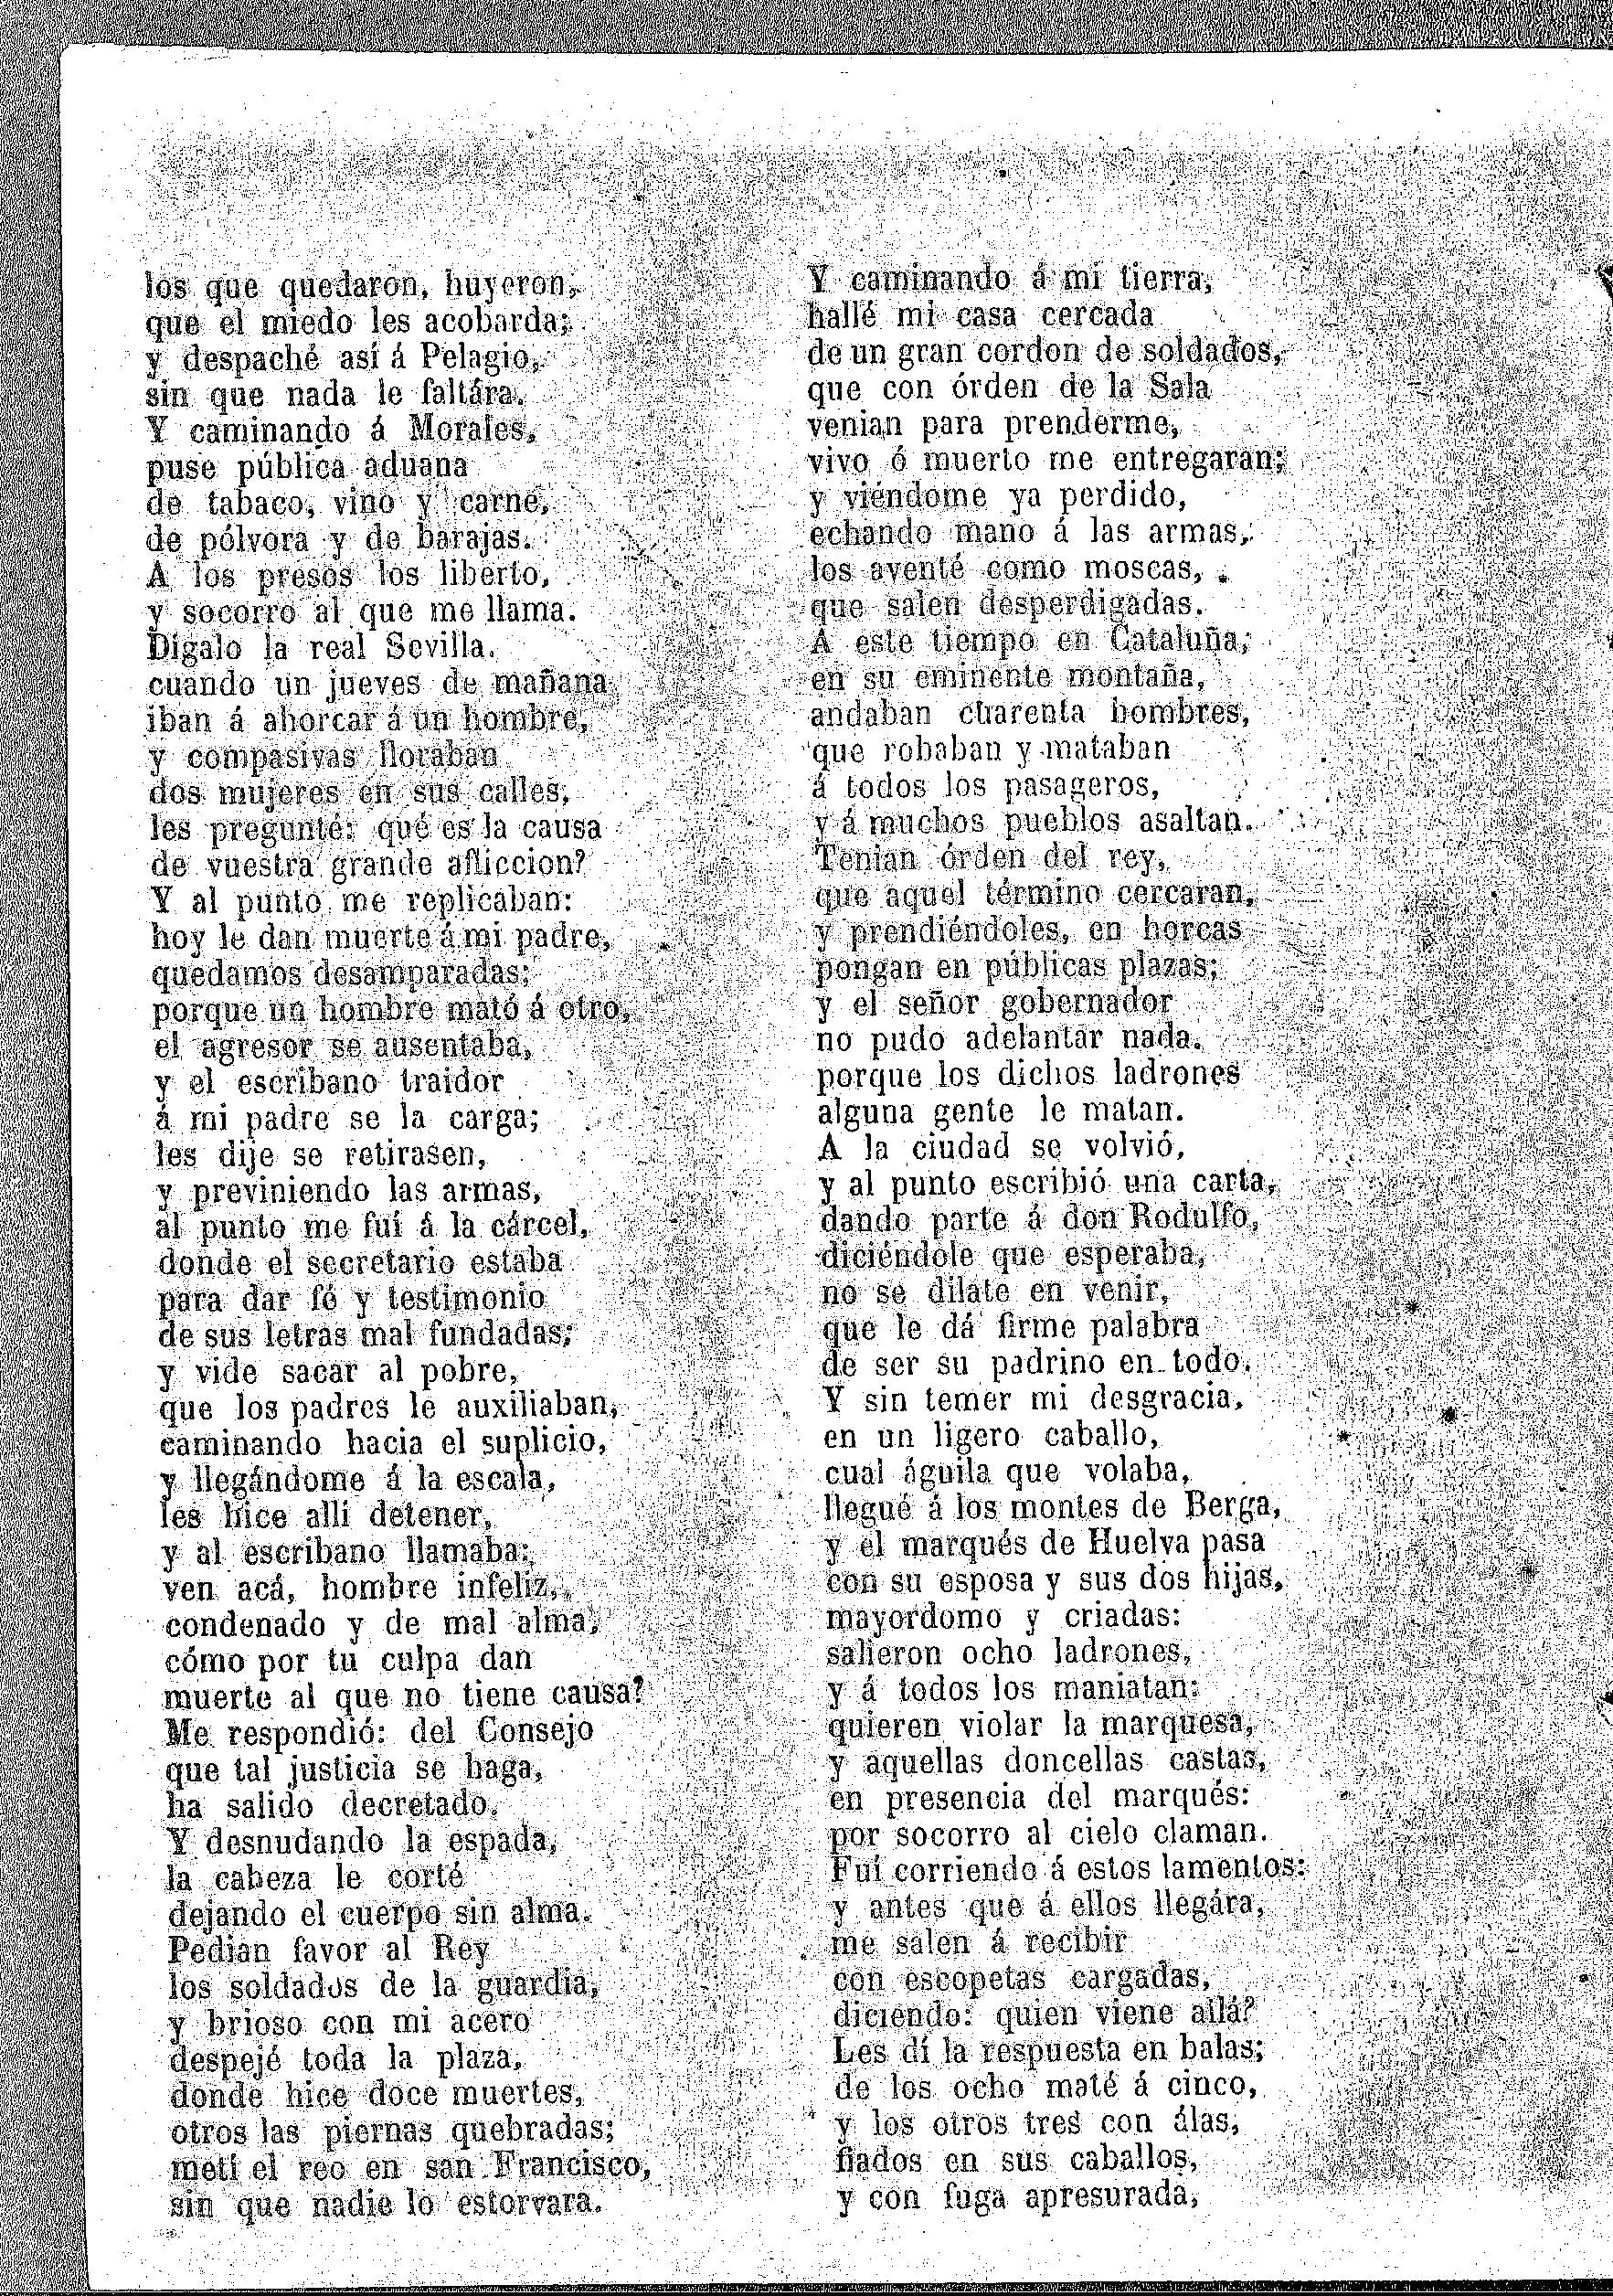 los que quedaron, huyeron,
que el miedo les acobarda;
y despaché así á Pelagio,
sin que nada le faltára.
Y caminando á Morales,
puse pública aduana
de tabaco, vino y carne,
de pólvora y de barajas.
A los presos los liberto,
y socorro al que me llama.
Dígalo la real Sevilla.
cuando un jueves de mañana
iban á ahorcar á un hombre,
y compasivas lloraban
dos mujeres en sus calles,
les pregunté: qué es la causa
de vuestra grande afliccion?
Y al punto me replicaban:
hoy le dan muerte á mi padre,
quedamos desamparadas;
porque un hombre mató á otro,
el agresor se ausentaba,
y el escribano traidor
á mi padre se la carga;
les dije se retirasen,
y previniendo las armas,
al punto me fuí á la cárcel,
donde el secretario estaba
para dar fé y testimonio
de sus letras mal fundadas;
y vide sacar al pobre,
que los padres le auxiliaban,
caminando hacia el suplicio,
y llegándome á la escala,
les hice alli detener,
y al escribano llamaba:
ven acá, hombre infeliz,
condenado y de mal alma,
cómo por tu culpa dan
muerte al que no tiene causa?
Me respondió: del Consejo
que tal justicia se haga,
ha salido decretado.
Y desnudando la espada,
la cabeza le corté
dejando el cuerpo sin alma.
Pedian favor al Rey
los soldados de la guardia,
y brioso con mi acero
despejé toda la plaza,
donde hice doce muertes,
otros las piernas quebradas;
metí el reo en san Francisco,
sin que nadie lo estorvara.
Y caminando á mi tierra,
hallé mi casa cercada
de un gran cordon de soldados,
que con órden de la Sala
venian para prenderme,
vivo ó muerto me entregaran;
y viéndome ya perdido,
echando mano á las armas,
los aventé como moscas,
que salen desperdigadas.
A este tiempo en Cataluña,
en su eminente montaña,
andaban cuarenta hombres,
que robaban y mataban
á todos los pasageros,
y á muchos pueblos asaltan.
Tenian órden del rey,
que aquel término cercaran,
y prendiéndoles, en horcas
pongan en públicas plazas;
y el señor gobernador
no pudo adelantar nada.
porque los dichos ladrones
alguna gente le matan.
A la ciudad se volvió,
y al punto escribió una carta,
dando parte á don Rodulfo,
diciéndole que esperaba,
no se dilate en venir,
que le dá firme palabra
de ser su padrino en todo.
Y sin temer mi desgracia,
en un ligero caballo,
cual águila que volaba,
llegué á los montes de Berga,
y el marqués de Huelva pasa
con su esposa y sus dos hijas,
mayordomo y criadas:
salieron ocho ladrones,
y á todos los maniatan:
quieren violar la marquesa,
y aquellas doncellas castas,
en presencia del marqués:
por socorro al cielo claman.
Fuí corriendo á estos lamentos:
y antes que á ellos llegára,
me salen á recibir
con escopetas cargadas,
diciendo: quien viene allá?
Les dí la respuesta en balas;
de los ocho maté á cinco,
y los otros tres con álas,
fiados en sus caballos,
y con fuga apresurada,